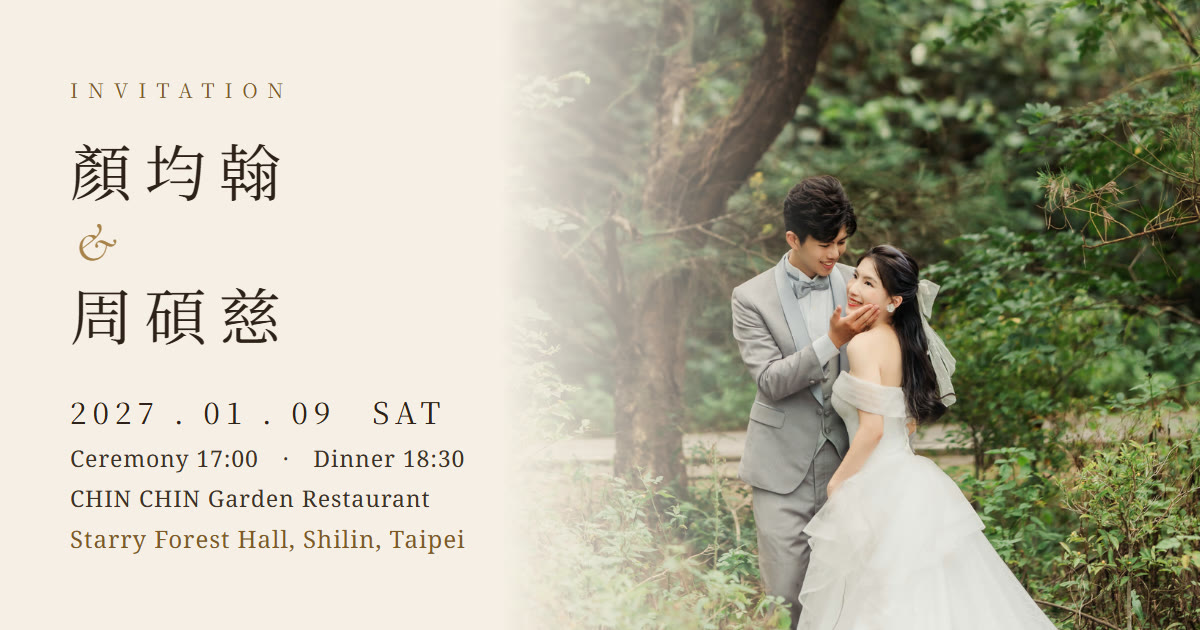 INVITATION
顏均翰
&
周碩慈
2027 . 01 . 09 SAT
Ceremony 17:00 · Dinner 18:30
CHIN CHIN Garden Restaurant
Starry Forest Hall, Shilin, Taipei